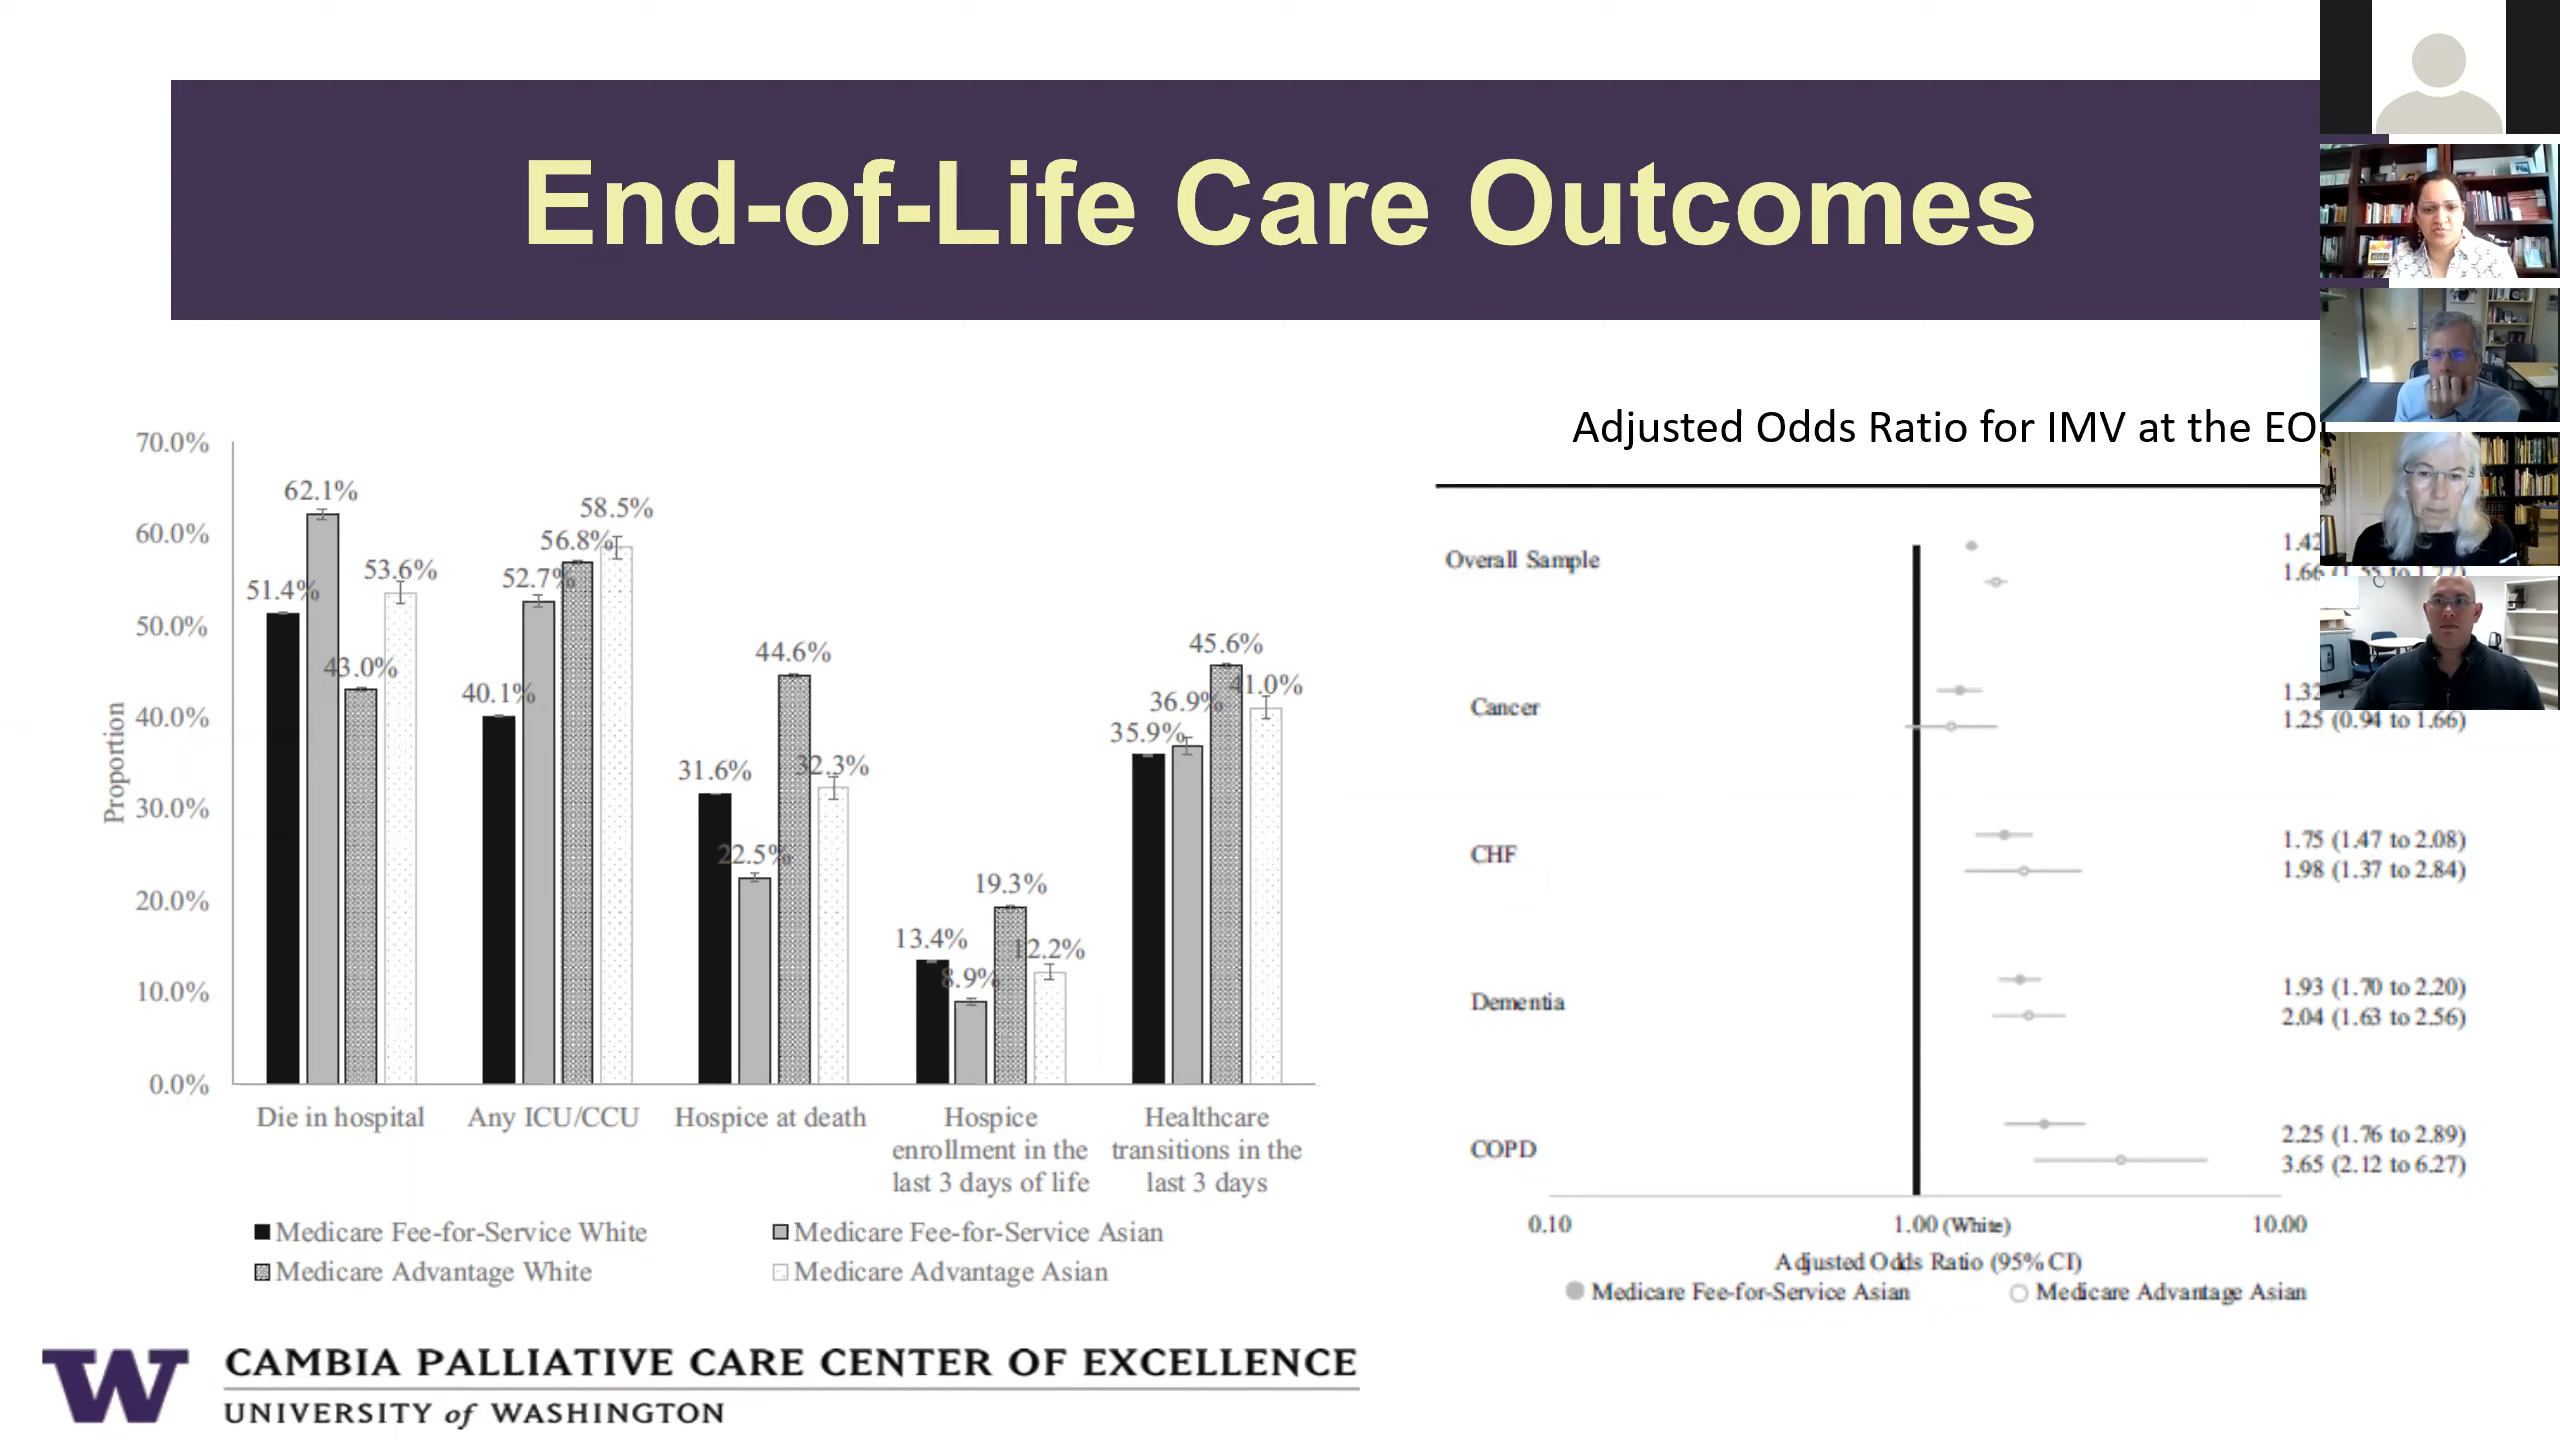 End-of-Life Care Outcomes
70.0%
60.0%
50.0%
40.0%
30.0%
20.0%
10.0%
0.0%
Proportion
51.4%
62.1%
43.0%
53.6%
40.1%
52.7%
56.8%
58.5%
31.6%
22.5%
44.6%
32.3%
13.4%
8.9%
19.3%
12.2%
35.9%
36.9%
45.6%
41.0%
Die in hospital
Any ICU/CCU
Hospice at death
Hospice
enrollment in the
last 3 days of life
Healthcare
transitions in the
last 3 days
Medicare Fee-for-Service White
Medicare Fee-for-Service Asian
Medicare Advantage White
Medicare Advantage Asian
Adjusted Odds Ratio for IMV at the EO
Overall Sample
1.42
1.66
Cancer
1.32
1.25 (0.94 to 1.66)
CHF
1.75 (1.47 to 2.08)
1.98 (1.37 to 2.84)
Dementia
1.93 (1.70 to 2.20)
2.04 (1.63 to 2.56)
COPD
2.25 (1.76 to 2.89)
3.65 (2.12 to 6.27)
0.10
1.00 (White)
10.00
Adjusted Odds Ratio (95% CI)
Medicare Fee-for-Service Asian
Medicare Advantage Asian
W
CAMBIA PALLIATIVE CARE CENTER OF EXCELLENCE
UNIVERSITY of WASHINGTON